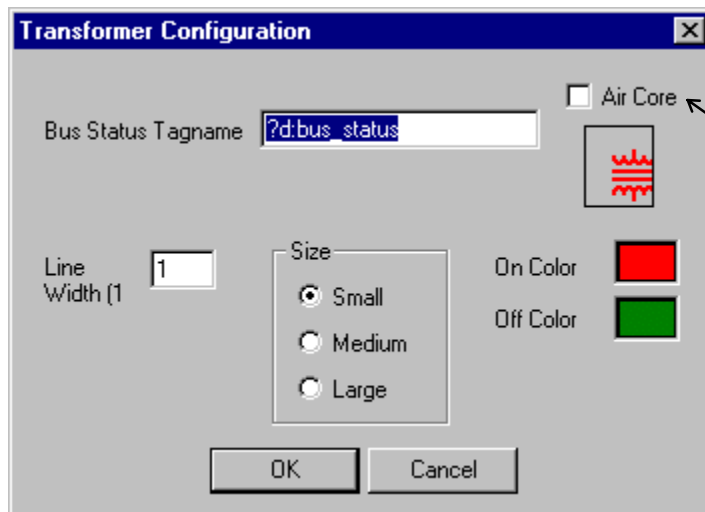 Transformer Configuration
Air Core
Bus Status Tagname ?d:bus_status
Line
Width (1
1
Size
Small
Medium
Large
On Color
Off Color
OK Cancel